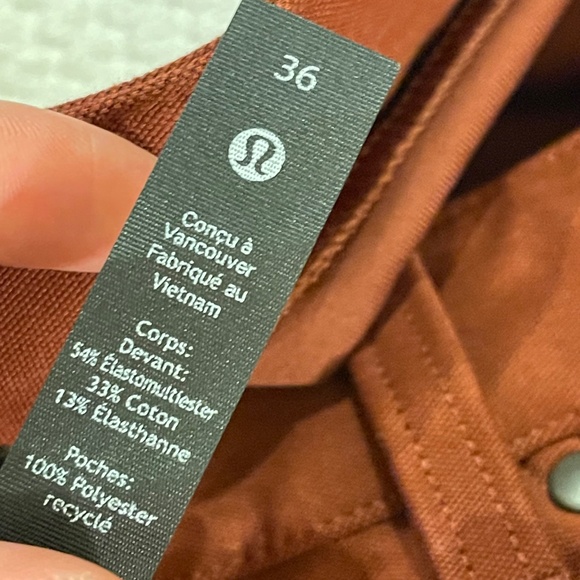 36
Conçu à
Vancouver
Fabriqué au
Vietnam
Corps:
Devant:
54% Élastomultiester
33% Coton
13% Élasthanne
Poches:
100% Polyester
recyclé